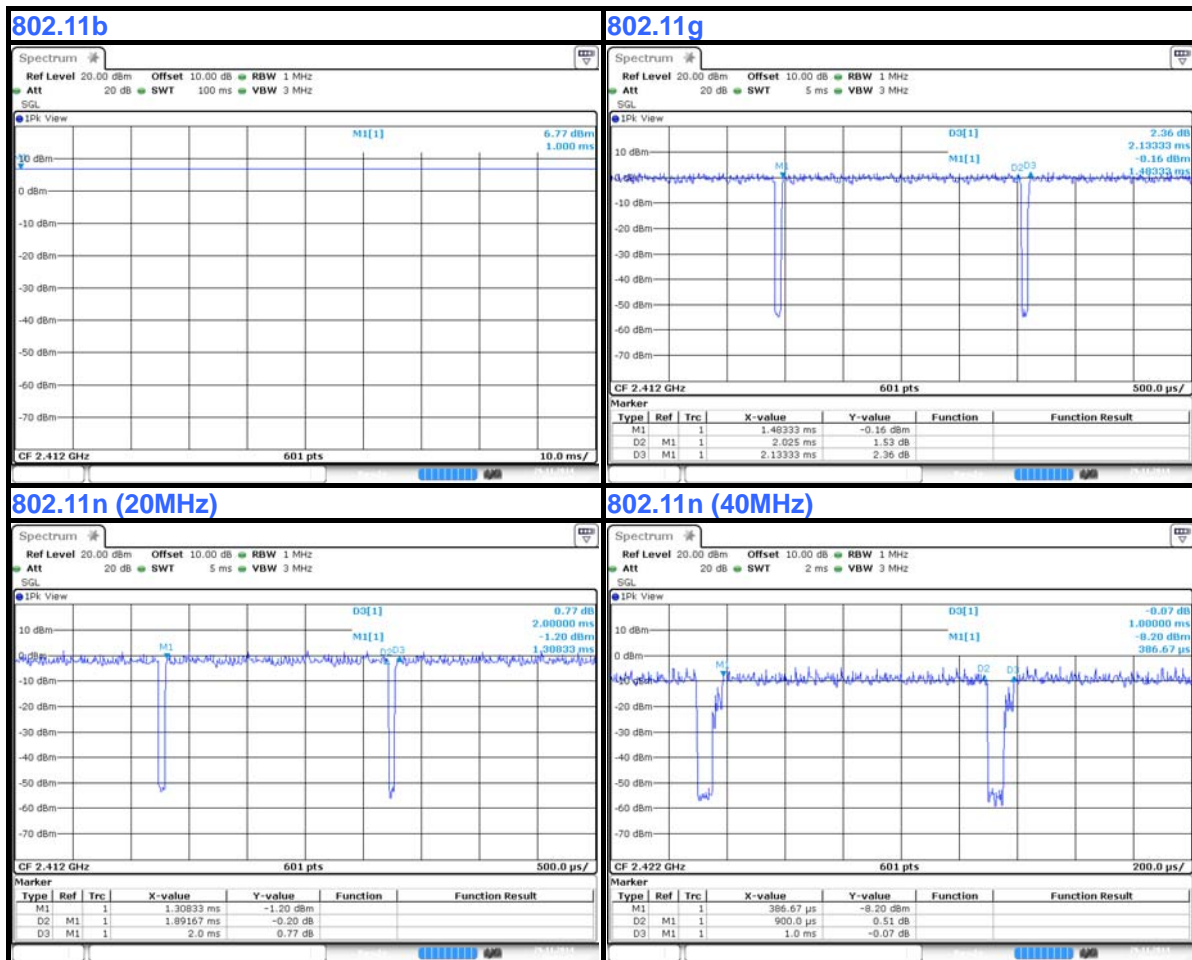 802.11b
Spectrum
Ref Level 20.00 dBm Offset 10.00 dB RBW 1 MHz
Att 20 dB SWT 100 ms VBW 3 MHz
SGL
1Pk View
M1[1] 6.77 dBm
1.000 ms
10 dBm
0 dBm
-10 dBm
-20 dBm
-30 dBm
-40 dBm
-50 dBm
-60 dBm
-70 dBm
CF 2.412 GHz 601 pts 10.0 ms/
802.11g
Spectrum
Ref Level 20.00 dBm Offset 10.00 dB RBW 1 MHz
Att 20 dB SWT 5 ms VBW 3 MHz
SGL
1Pk View
D3[1] 2.36 dB
2.13333 ms
M1[1] -0.16 dBm
1.48333 ms
M1
D2 D3
10 dBm
0 dBm
-10 dBm
-20 dBm
-30 dBm
-40 dBm
-50 dBm
-60 dBm
-70 dBm
CF 2.412 GHz 601 pts 500.0 µs/
Marker
Type Ref Trc X-value Y-value Function Function Result
M1 1 1.48333 ms -0.16 dBm
D2 M1 1 2.025 ms 1.53 dB
D3 M1 1 2.13333 ms 2.36 dB
802.11n (20MHz)
Spectrum
Ref Level 20.00 dBm Offset 10.00 dB RBW 1 MHz
Att 20 dB SWT 5 ms VBW 3 MHz
SGL
1Pk View
D3[1] 0.77 dB
2.00000 ms
M1[1] -1.20 dBm
1.30833 ms
M1
D2 D3
10 dBm
0 dBm
-10 dBm
-20 dBm
-30 dBm
-40 dBm
-50 dBm
-60 dBm
-70 dBm
CF 2.412 GHz 601 pts 500.0 µs/
Marker
Type Ref Trc X-value Y-value Function Function Result
M1 1 1.30833 ms -1.20 dBm
D2 M1 1 1.89167 ms -0.20 dB
D3 M1 1 2.0 ms 0.77 dB
802.11n (40MHz)
Spectrum
Ref Level 20.00 dBm Offset 10.00 dB RBW 1 MHz
Att 20 dB SWT 2 ms VBW 3 MHz
SGL
1Pk View
D3[1] -0.07 dB
1.00000 ms
M1[1] -8.20 dBm
386.67 µs
M1
D2 D3
10 dBm
0 dBm
-10 dBm
-20 dBm
-30 dBm
-40 dBm
-50 dBm
-60 dBm
-70 dBm
CF 2.422 GHz 601 pts 200.0 µs/
Marker
Type Ref Trc X-value Y-value Function Function Result
M1 1 386.67 µs -8.20 dBm
D2 M1 1 900.0 µs 0.51 dB
D3 M1 1 1.0 ms -0.07 dB